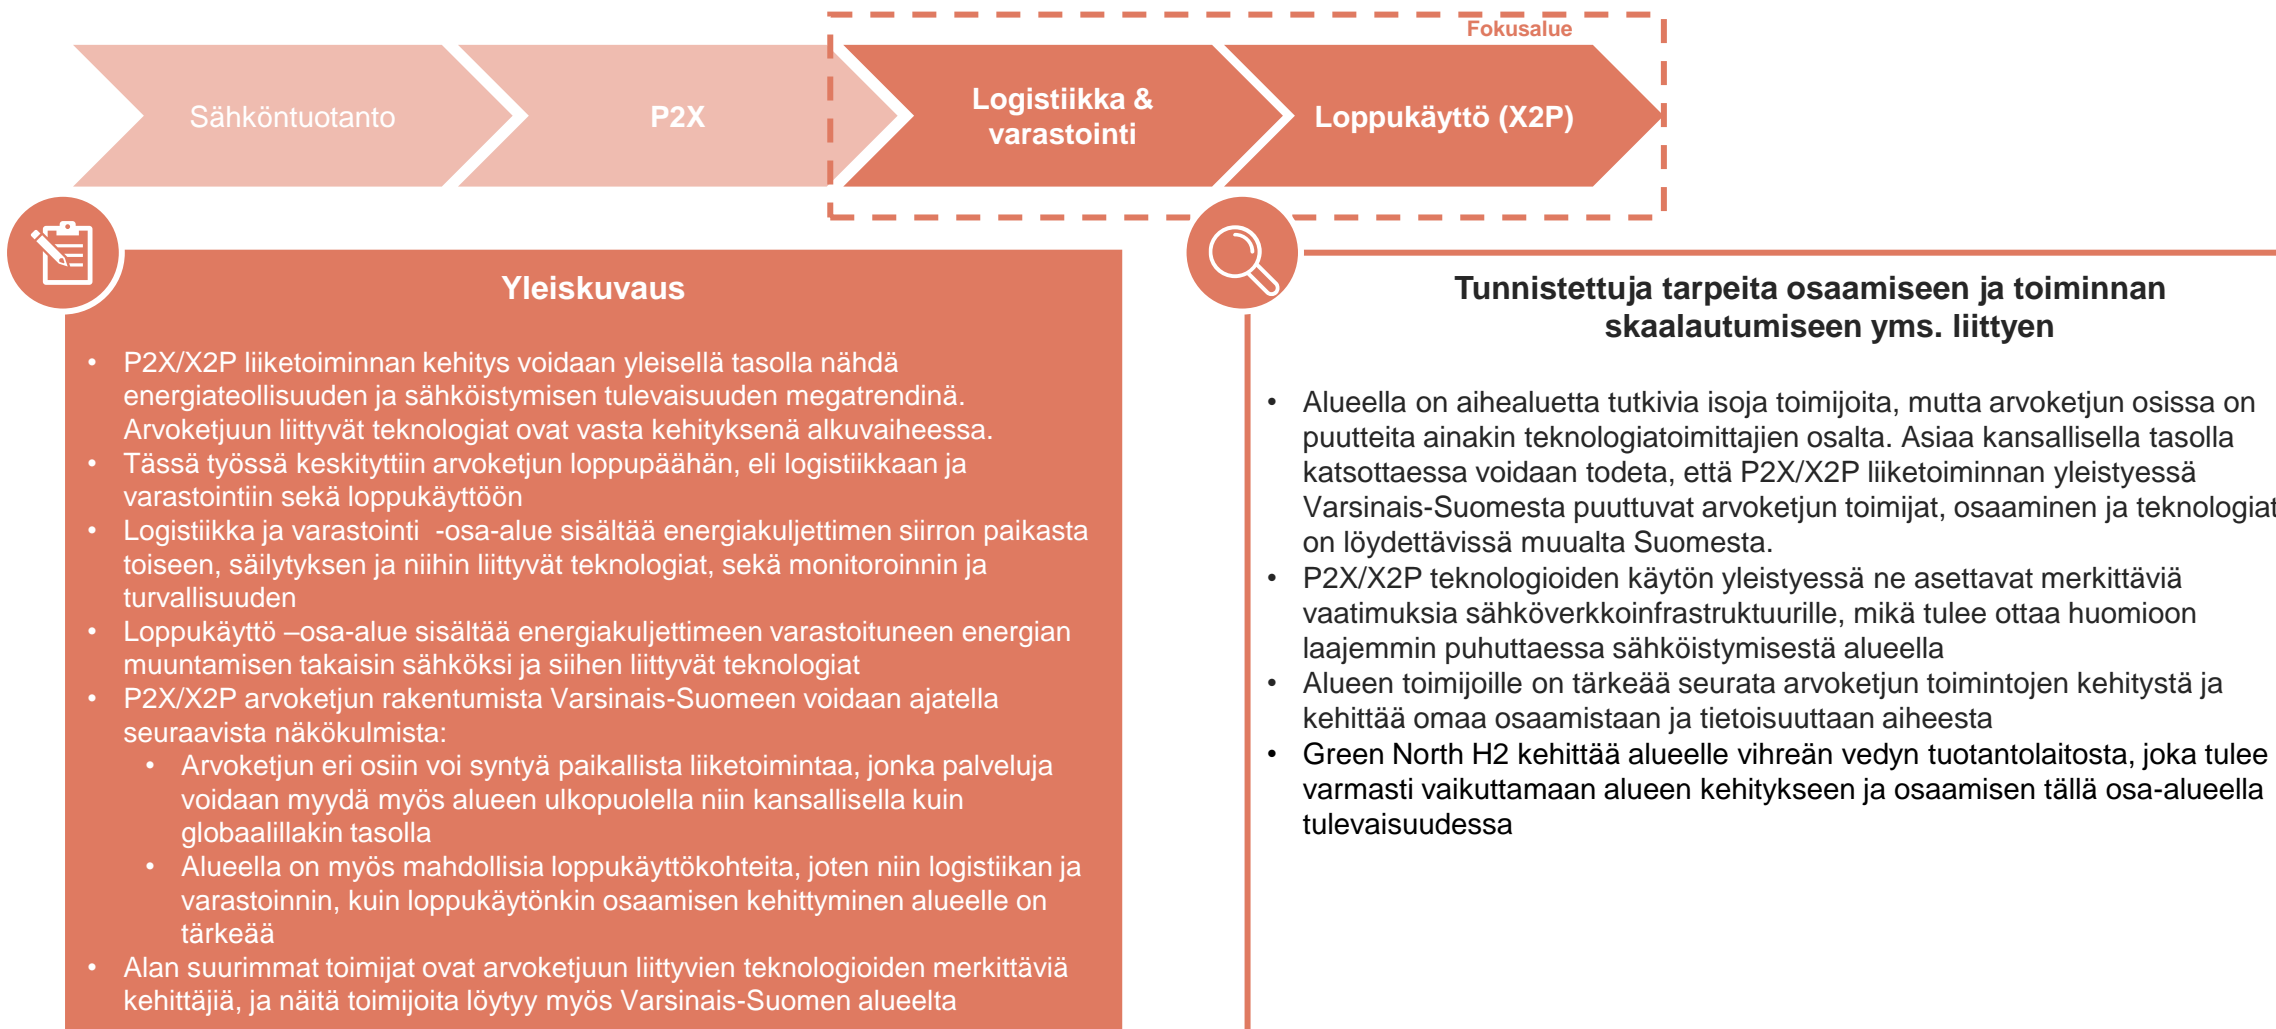 Fokusalue
Sähköntuotanto
P2X
Logistiikka &
varastointi
Loppukäyttö (X2P)
Yleiskuvaus
• P2X/X2P liiketoiminnan kehitys voidaan yleisellä tasolla nähdä
energiateollisuuden ja sähköistymisen tulevaisuuden megatrendinä.
Arvoketjuun liittyvät teknologiat ovat vasta kehityksenä alkuvaiheessa.
• Tässä työssä keskityttiin arvoketjun loppupäähän, eli logistiikkaan ja
varastointiin sekä loppukäyttöön
• Logistiikka ja varastointi -osa-alue sisältää energiakuljettimen siirron paikasta
toiseen, säilytyksen ja niihin liittyvät teknologiat, sekä monitoroinnin ja
turvallisuuden
• Loppukäyttö –osa-alue sisältää energiakuljettimeen varastoituneen energian
muuntamisen takaisin sähköksi ja siihen liittyvät teknologiat
• P2X/X2P arvoketjun rakentumista Varsinais-Suomeen voidaan ajatella
seuraavista näkökulmista:
• Arvoketjun eri osiin voi syntyä paikallista liiketoimintaa, jonka palveluja
voidaan myydä myös alueen ulkopuolella niin kansallisella kuin
globaalillakin tasolla
• Alueella on myös mahdollisia loppukäyttökohteita, joten niin logistiikan ja
varastoinnin, kuin loppukäytönkin osaamisen kehittyminen alueelle on
tärkeää
• Alan suurimmat toimijat ovat arvoketjuun liittyvien teknologioiden merkittäviä
kehittäjiä, ja näitä toimijoita löytyy myös Varsinais-Suomen alueelta
Tunnistettuja tarpeita osaamiseen ja toiminnan
skaalautumiseen yms. liittyen
• Alueella on aihealuetta tutkivia isoja toimijoita, mutta arvoketjun osissa on
puutteita ainakin teknologiatoimittajien osalta. Asiaa kansallisella tasolla
katsottaessa voidaan todeta, että P2X/X2P liiketoiminnan yleistyessä
Varsinais-Suomesta puuttuvat arvoketjun toimijat, osaaminen ja teknologiat
on löydettävissä muualta Suomesta.
• P2X/X2P teknologioiden käytön yleistyessä ne asettavat merkittäviä
vaatimuksia sähköverkkoinfrastruktuurille, mikä tulee ottaa huomioon
laajemmin puhuttaessa sähköistymisestä alueella
• Alueen toimijoille on tärkeää seurata arvoketjun toimintojen kehitystä ja
kehittää omaa osaamistaan ja tietoisuuttaan aiheesta
• Green North H2 kehittää alueelle vihreän vedyn tuotantolaitosta, joka tulee
varmasti vaikuttamaan alueen kehitykseen ja osaamisen tällä osa-alueella
tulevaisuudessa